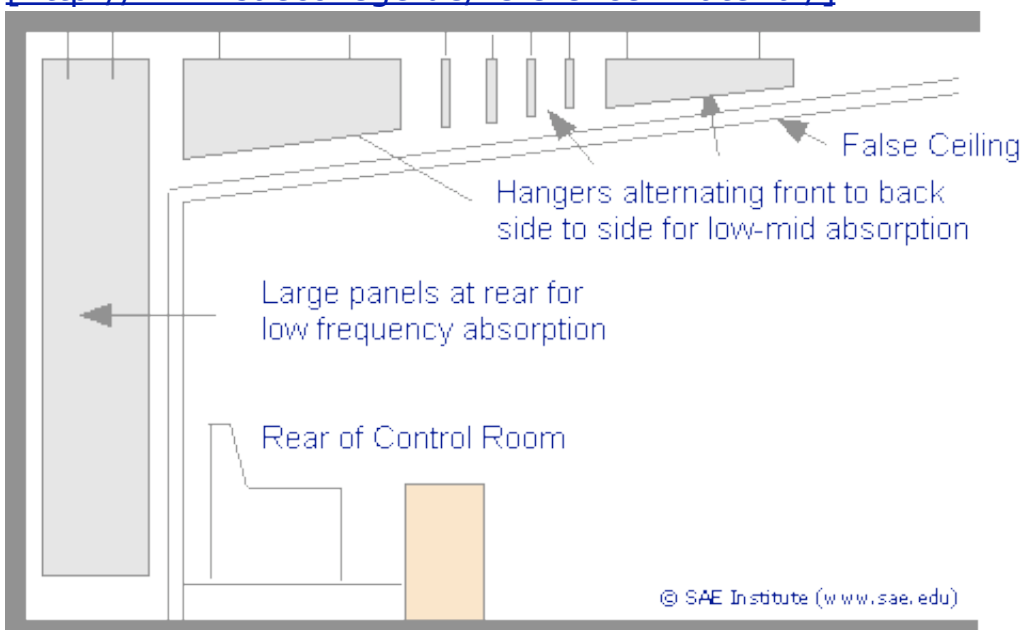 False Ceiling
Hangers alternating front to back
side to side for low-mid absorption
Large panels at rear for
low frequency absorption
Rear of Control Room
© SAE Institute (www.sae.edu)